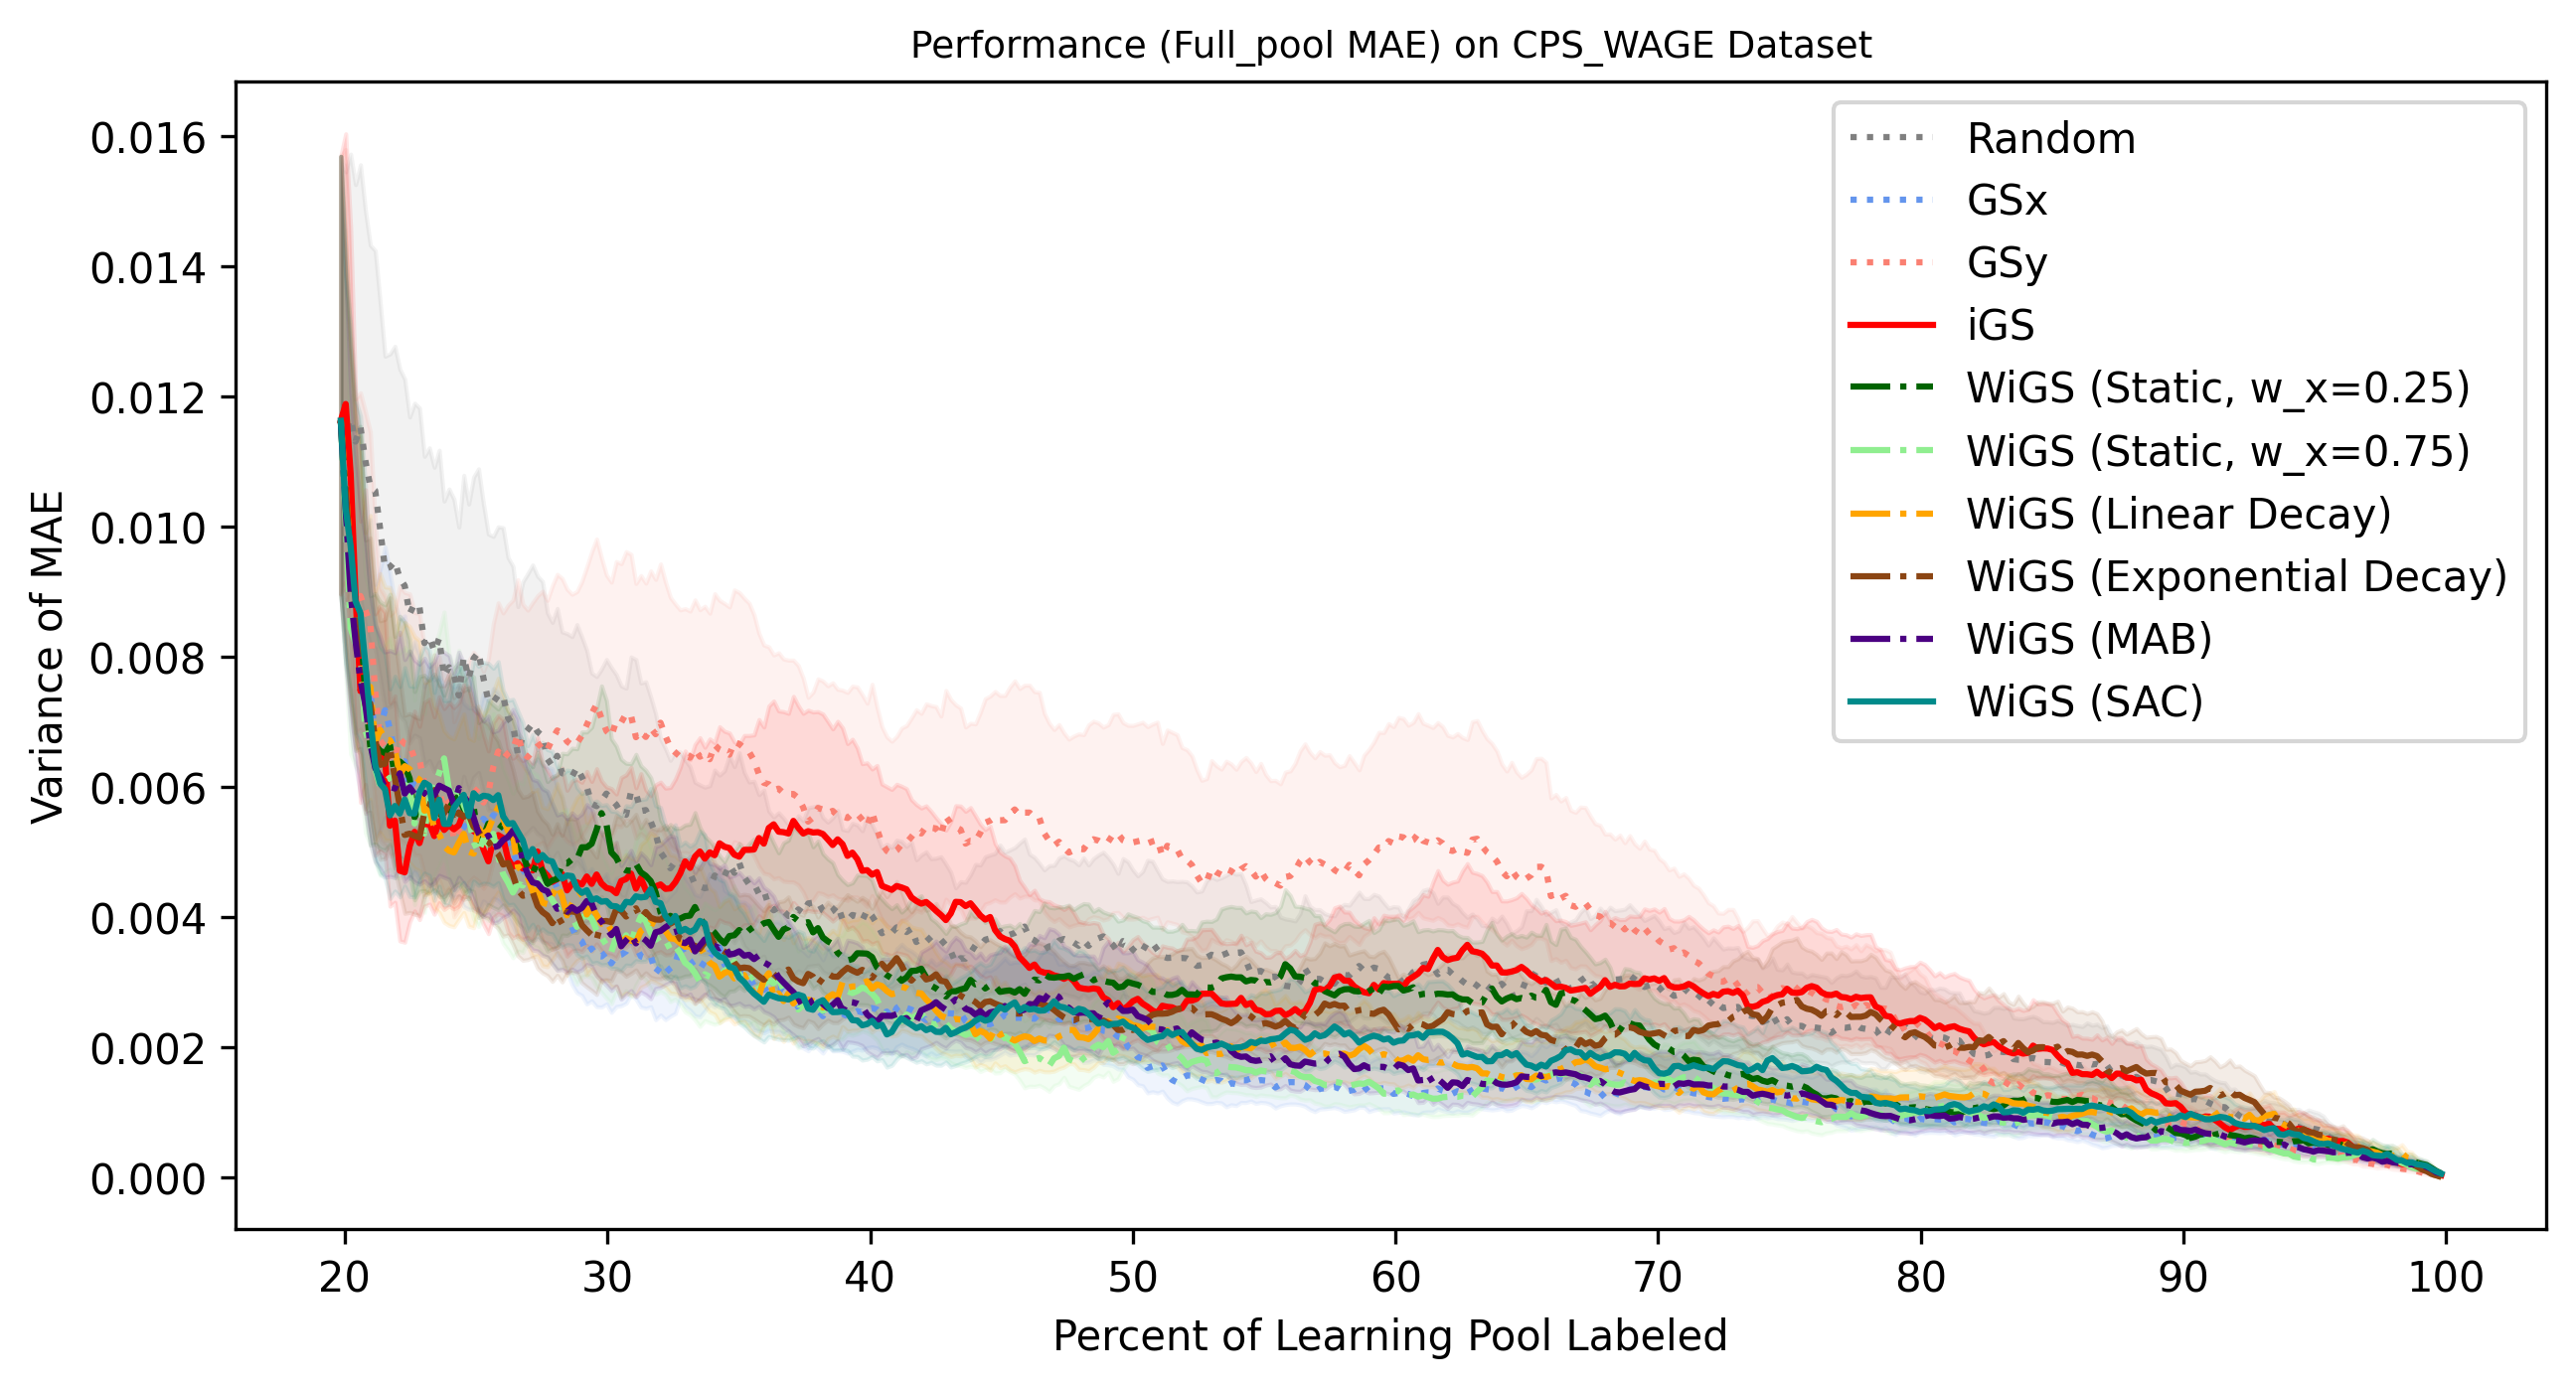 Performance (Full_pool MAE) on CPS_WAGE Dataset
Variance of MAE
0.016
0.014
0.012
0.010
0.008
0.006
0.004
0.002
0.000
Random
GSx
GSy
iGS
WiGS (Static, w_x=0.25)
WiGS (Static, w_x=0.75)
WiGS (Linear Decay)
WiGS (Exponential Decay)
WiGS (MAB)
WiGS (SAC)
20 30 40 50 60 70 80 90 100
Percent of Learning Pool Labeled